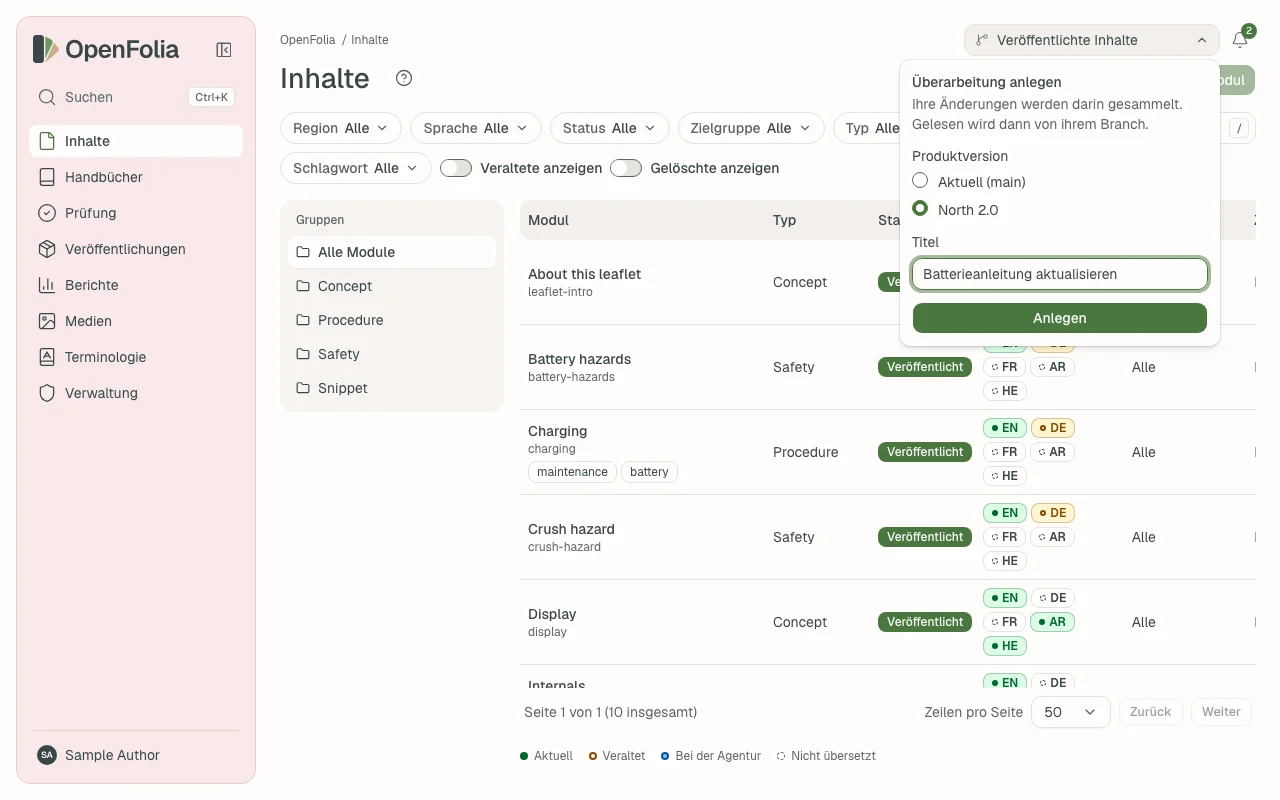 OpenFolia
Suchen
Ctrl+K
Inhalte
Handbücher
Prüfung
Veröffentlichungen
Berichte
Medien
Terminologie
Verwaltung
SA
Sample Author
OpenFolia / Inhalte
Veröffentlichte Inhalte
2
Inhalte
Region Alle
Sprache Alle
Status Alle
Zielgruppe Alle
Typ Alle
/
Schlagwort Alle
Veraltete anzeigen
Gelöschte anzeigen
Überarbeitung anlegen
Ihre Änderungen werden darin gesammelt.
Gelesen wird dann von ihrem Branch.
Produktversion
Aktuell (main)
North 2.0
Titel
Batterieanleitung aktualisieren
Anlegen
Gruppen
Alle Module
Concept
Procedure
Safety
Snippet
Modul
Typ
About this leaflet
leaflet-intro
Concept
Battery hazards
battery-hazards
Safety
Veröffentlicht
FR
AR
HE
Alle
Charging
charging
maintenance
battery
Procedure
Veröffentlicht
EN
DE
FR
AR
HE
Alle
Crush hazard
crush-hazard
Safety
Veröffentlicht
EN
DE
FR
AR
HE
Alle
Display
display
Concept
Veröffentlicht
EN
DE
FR
AR
HE
Alle
Internals
EN
DE
Seite 1 von 1 (10 insgesamt)
Zeilen pro Seite
50
Zurück
Weiter
Aktuell
Veraltet
Bei der Agentur
Nicht übersetzt